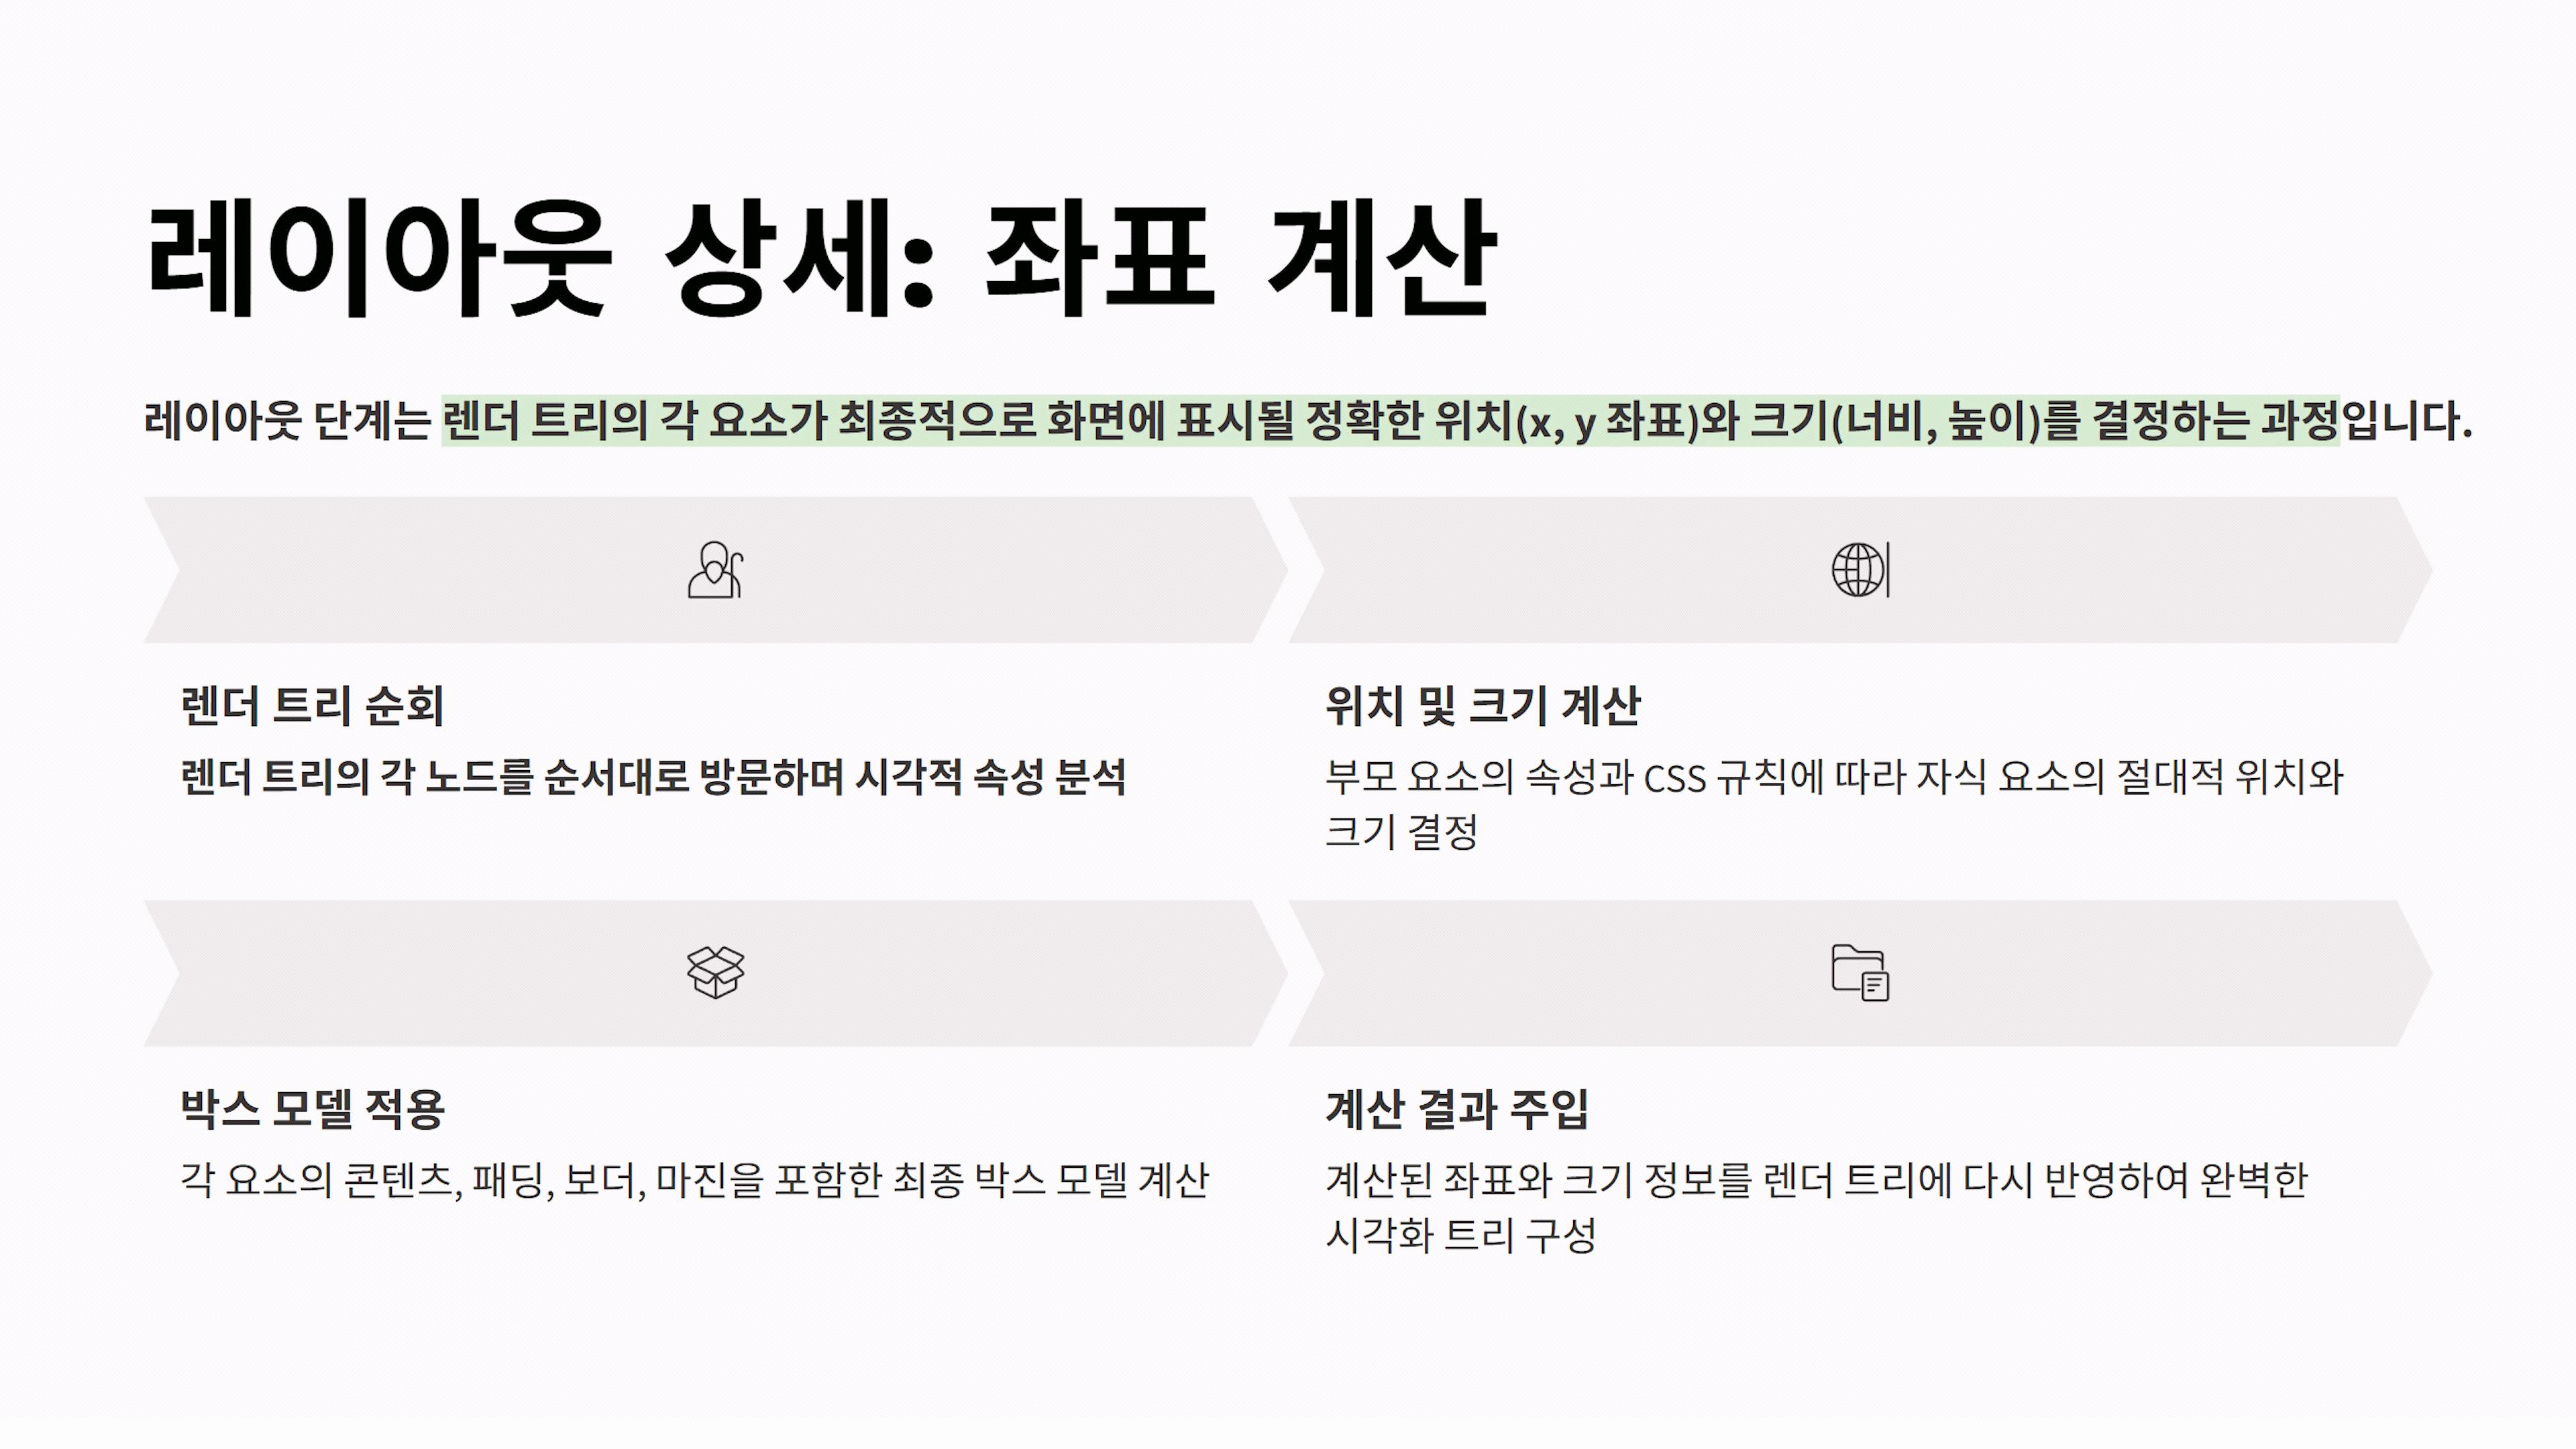 레이아웃 상세: 좌표 계산
레이아웃 단계는 렌더 트리의 각 요소가 최종적으로 화면에 표시될 정확한 위치(x, y 좌표)와 크기(너비, 높이)를 결정하는 과정입니다.
렌더 트리 순회
렌더 트리의 각 노드를 순서대로 방문하며 시각적 속성 분석
위치 및 크기 계산
부모 요소의 속성과 CSS 규칙에 따라 자식 요소의 절대적 위치와
크기 결정
박스 모델 적용
각 요소의 콘텐츠, 패딩, 보더, 마진을 포함한 최종 박스 모델 계산
계산 결과 주입
계산된 좌표와 크기 정보를 렌더 트리에 다시 반영하여 완벽한
시각화 트리 구성